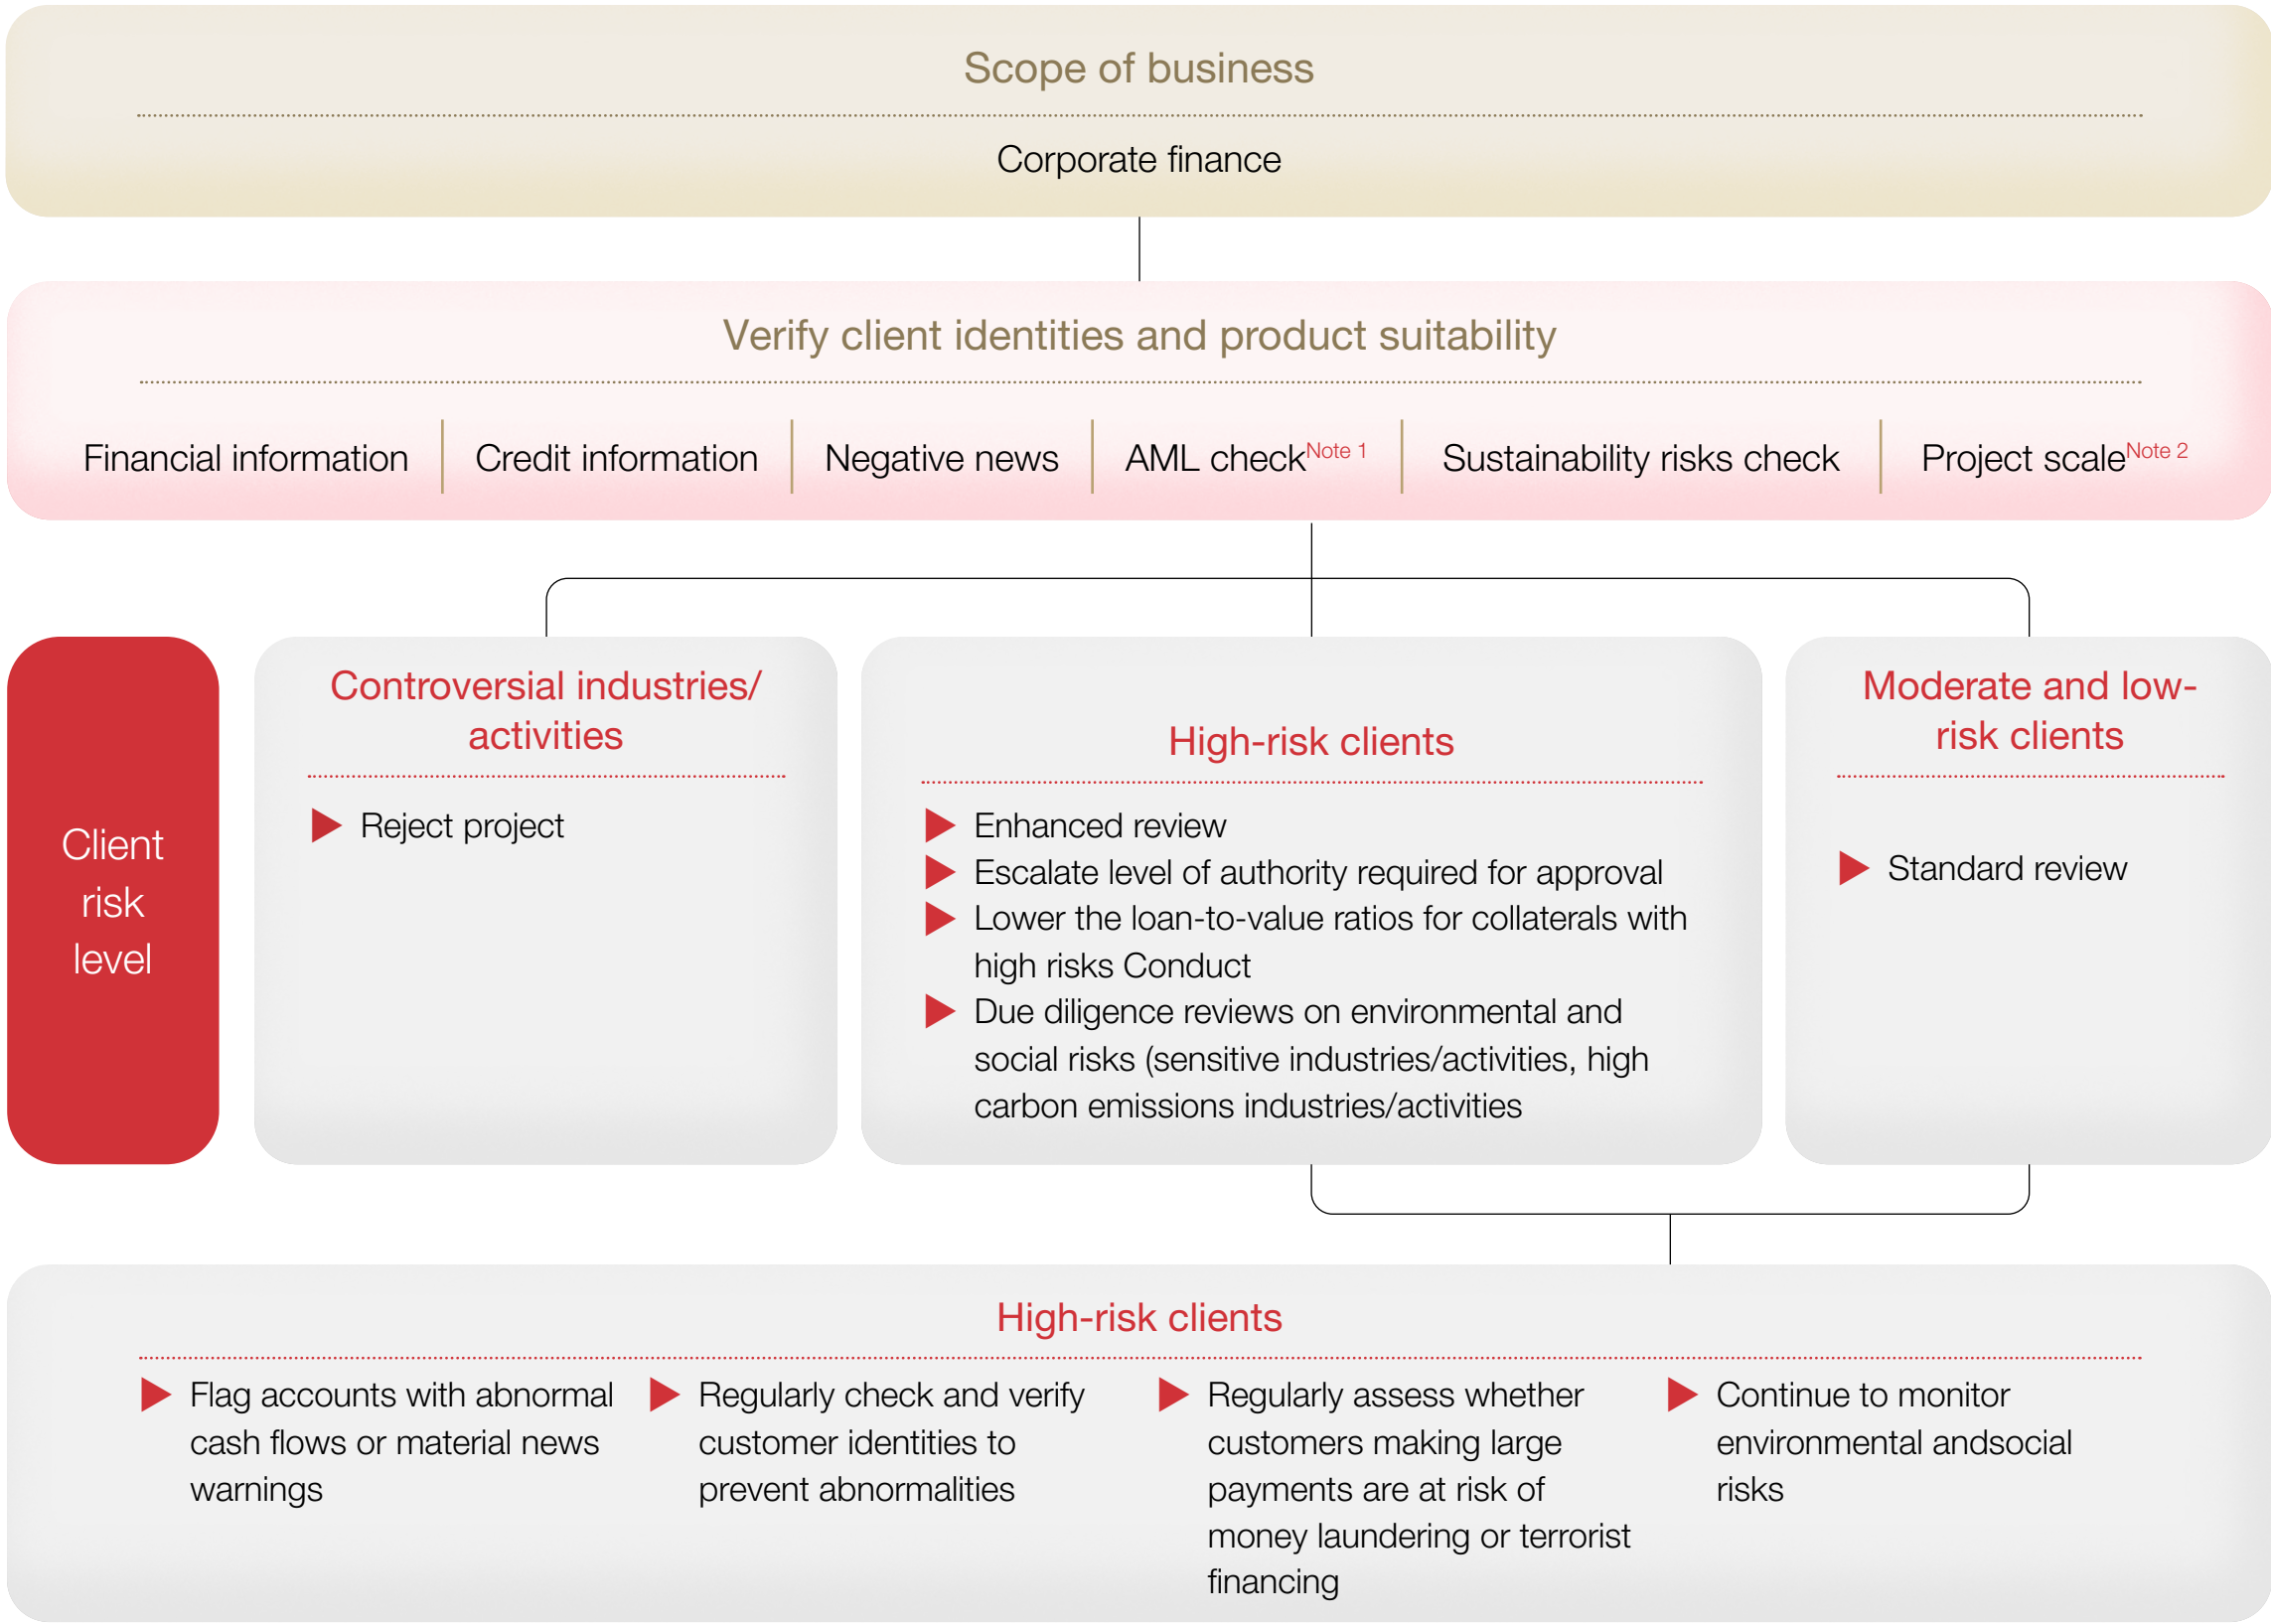 Scope of business
Corporate finance
Verify client identities and product suitability
Financial information
Credit information
Negative news
AML check Note 1
Sustainability risks check
Project scale Note 2
Client
risk
level
Controversial industries/
activities
Reject project
High-risk clients
Enhanced review
Escalate level of authority required for approval
Lower the loan-to-value ratios for collaterals with
high risks Conduct
Due diligence reviews on environmental and
social risks (sensitive industries/activities, high
carbon emissions industries/activities
Moderate and low-
risk clients
Standard review
High-risk clients
Flag accounts with abnormal
cash flows or material news
warnings
Regularly check and verify
customer identities to
prevent abnormalities
Regularly assess whether
customers making large
payments are at risk of
money laundering or terrorist
financing
Continue to monitor
environmental andsocial
risks